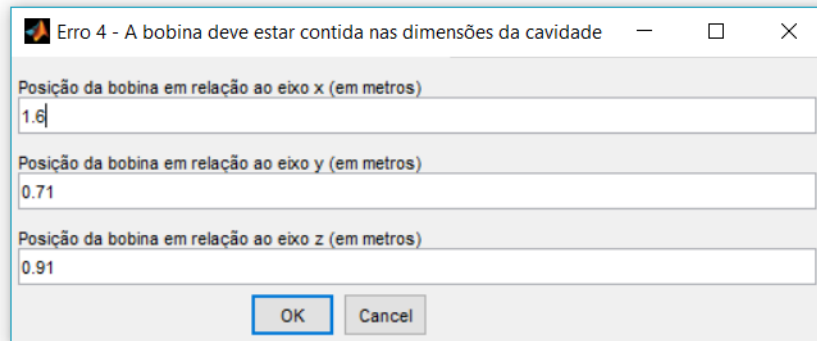 Erro 4 - A bobina deve estar contida nas dimensões da cavidade
Posição da bobina em relação ao eixo x (em metros)
1.6
Posição da bobina em relação ao eixo y (em metros)
0.71
Posição da bobina em relação ao eixo z (em metros)
0.91
OK Cancel